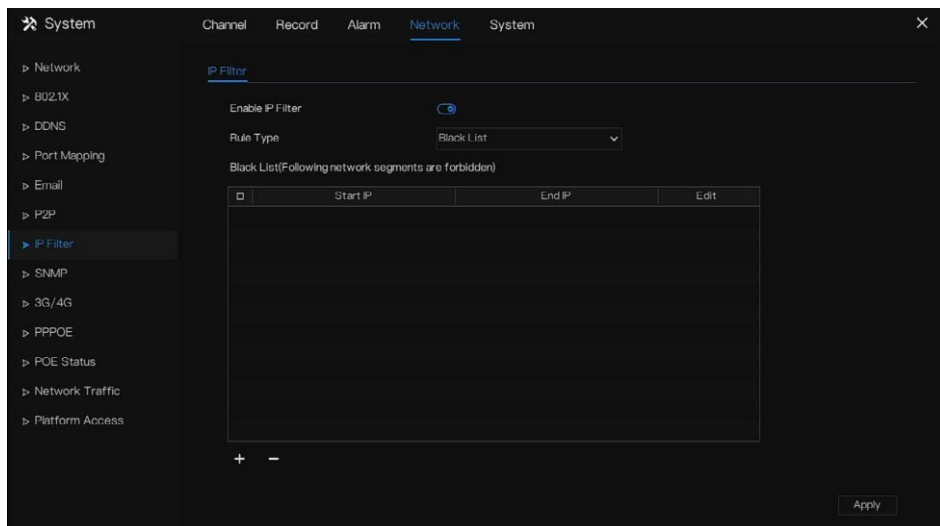 System
Channel Record Alarm Network System
Network
802.1X
DDNS
Port Mapping
Email
P2P
IP Filter
SNMP
3G/4G
PPPOE
POE Status
Network Traffic
Platform Access
IP Filter
Enable IP Filter
Rule Type Black List
Black List(Following network segments are forbidden)
Start IP End IP Edit
Apply